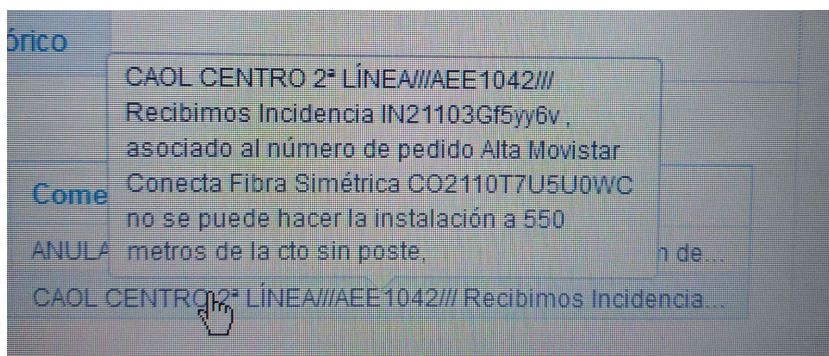 órico
CAOL CENTRO 2ª LÍNEA///AEE1042///
Recibimos Incidencia IN21103Gf5yy6v ,
asociado al número de pedido Alta Movistar
Conecta Fibra Simétrica CO2110T7U5U0WC
no se puede hacer la instalación a 550
metros de la cto sin poste,
Come
ANULA
n de...
CAOL CENTRO 2ª LÍNEA///AEE1042/// Recibimos Incidencia...